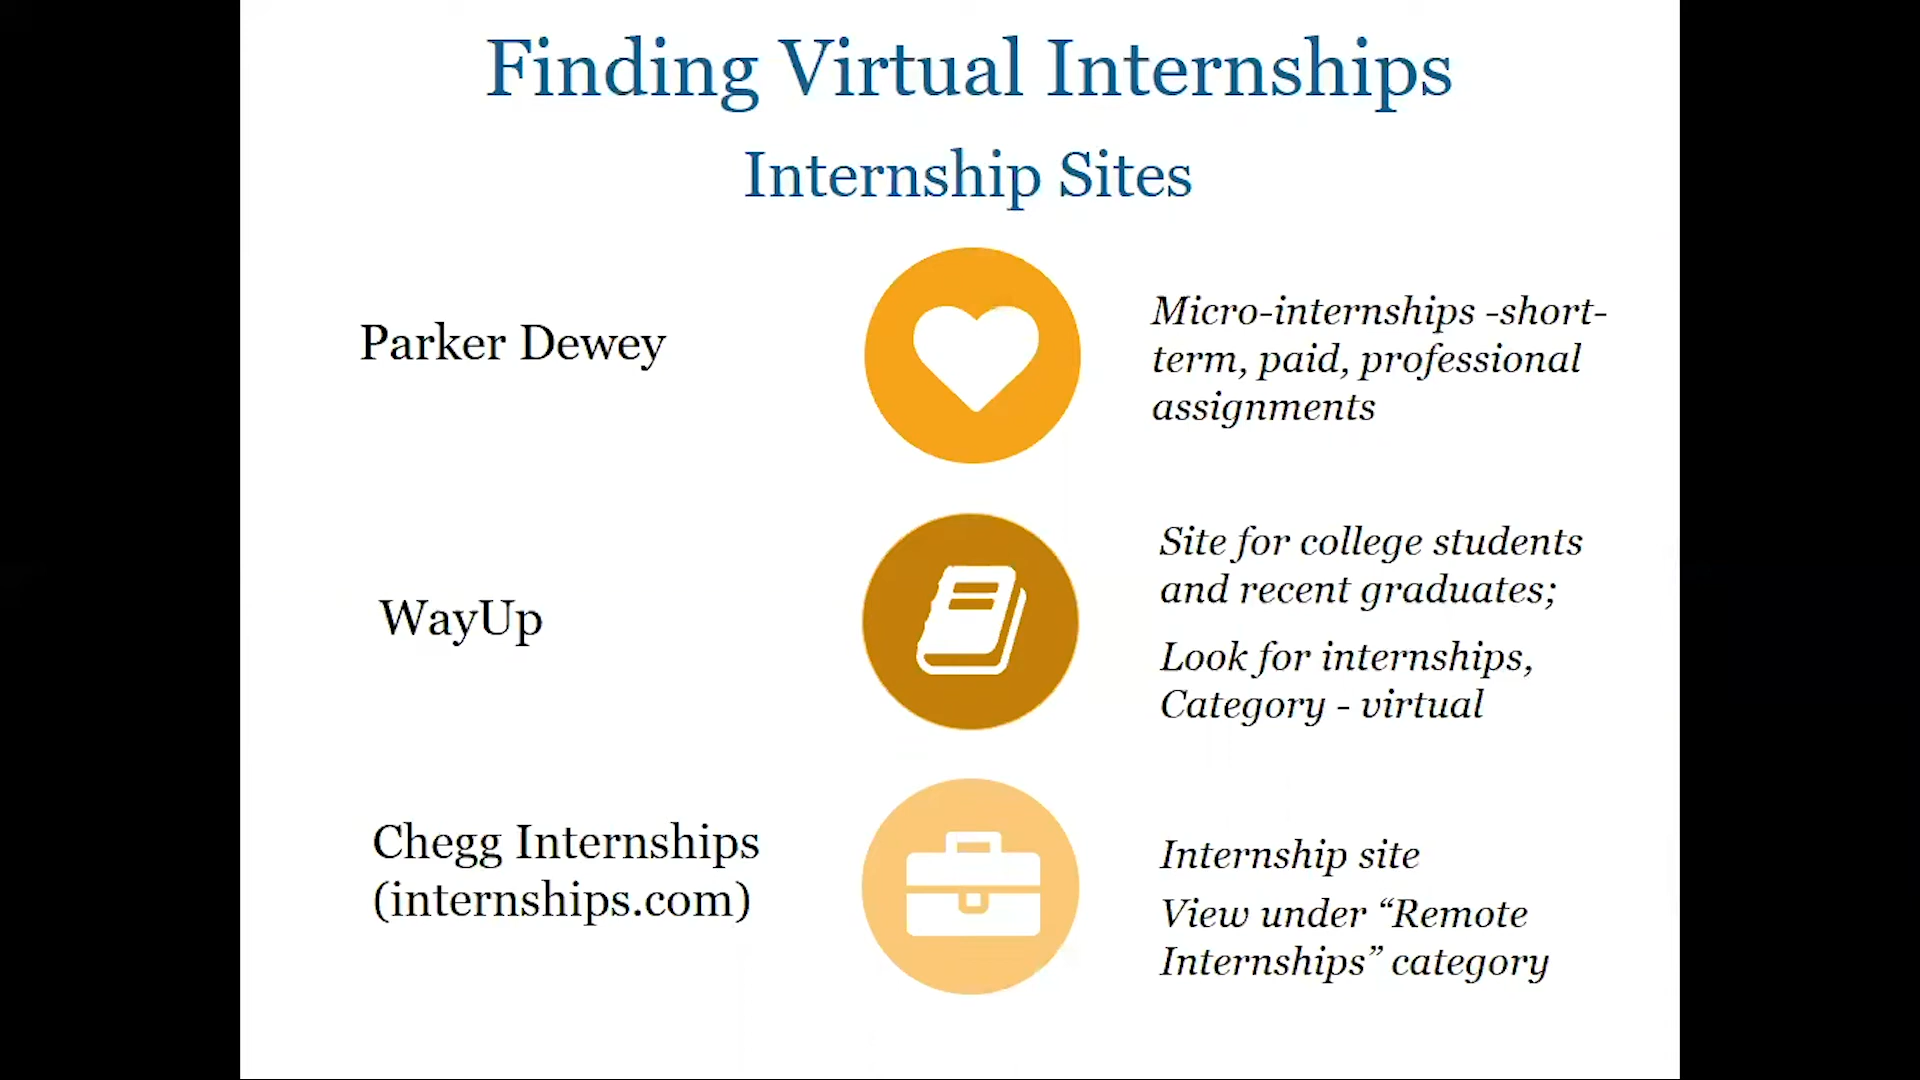 Finding Virtual Internships
Internship Sites
Parker Dewey
Micro-internships -short-
term, paid, professional
assignments
WayUp
Site for college students
and recent graduates;
Look for internships,
Category - virtual
Chegg Internships
(internships.com)
Internship site
View under “Remote
Internships” category